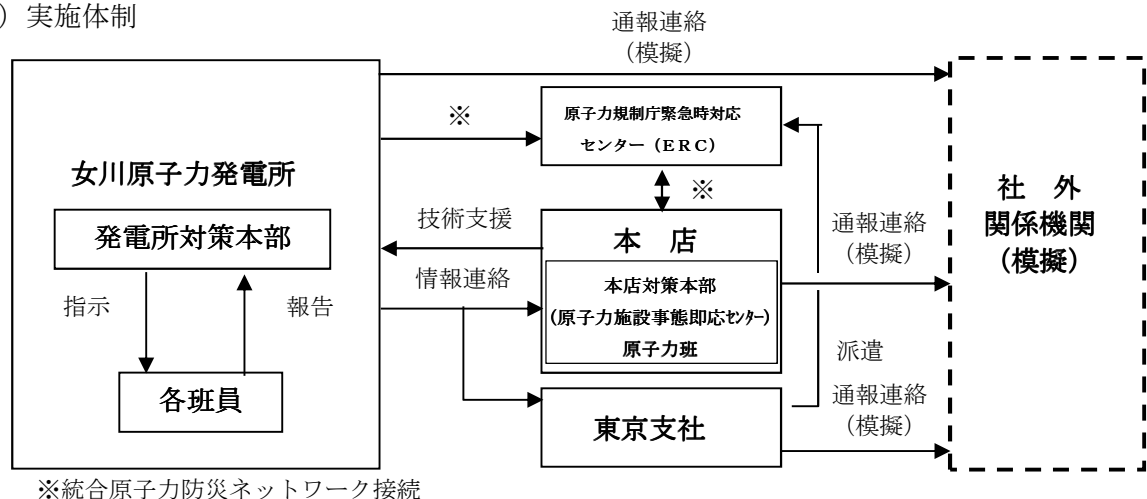 ）実施体制
通報連絡
（模擬）
※
原子力規制庁緊急時対応
センター（ＥＲＣ）
女川原子力発電所
社　外
関係機関
（模擬）
※
発電所対策本部
技術支援
本　店
通報連絡
（模擬）
情報連絡
本店対策本部
(原子力施設事態即応ｾﾝﾀｰ)
原子力班
指示
報告
派遣
各班員
東京支社
通報連絡
（模擬）
※統合原子力防災ネットワーク接続